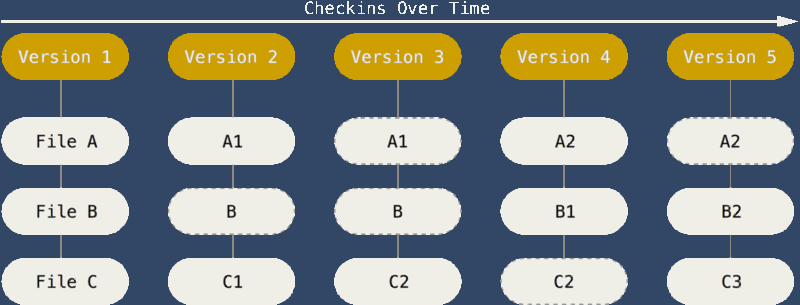 Checkins Over Time
Version 1 Version 2 Version 3 Version 4 Version 5
File A A1 A1 A2 A2
File B B B B1 B2
File C C1 C2 C2 C3